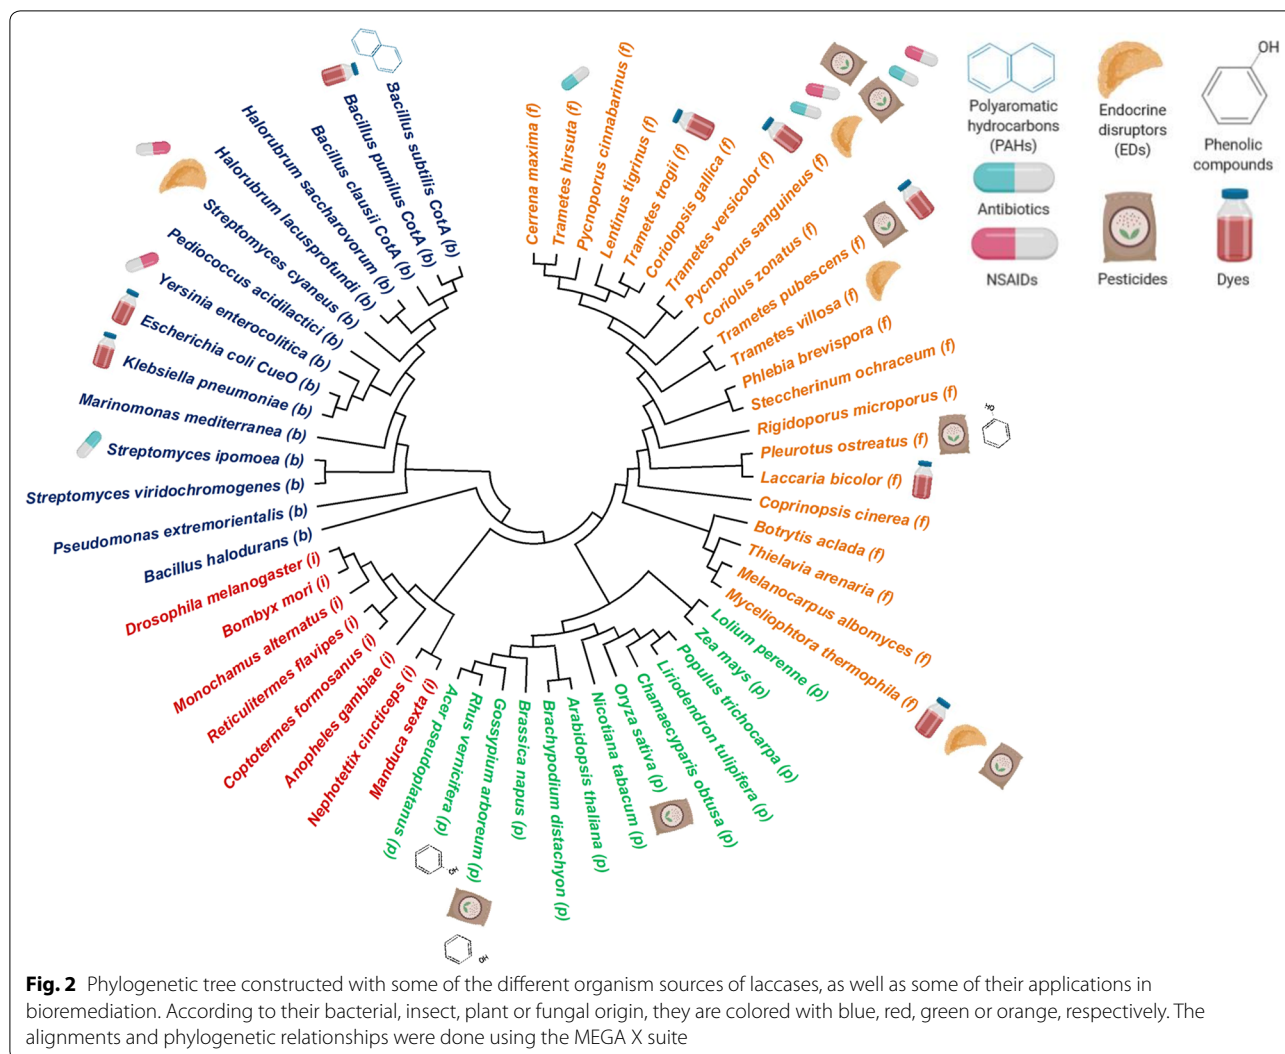 Bacillus subtilis CotA (b)
Bacillus pumilus CotA (b)
Bacillus clausii CotA (b)
Halorubrum saccharovorum (b)
Halorubrum lacusprofundi (b)
Streptomyces cyaneus (b)
Pediococcus acidilactici (b)
Yersinia enterocolitica (b)
Escherichia coli CueO (b)
Klebsiella pneumoniae (b)
Marinomonas mediterranea (b)
Streptomyces ipomoea (b)
Streptomyces viridochromogenes (b)
Pseudomonas extremorientalis (b)
Bacillus halodurans (b)
Drosophila melanogaster (i)
Bombyx mori (i)
Monochamus alternatus (i)
Reticulitermes flavipes (i)
Coptotermes formosanus (i)
Anopheles gambiae (i)
Nephotettix cincticeps (i)
Manduca sexta (i)
Acer pseudoplatanus (p)
Rhus vernicifera (p)
Gossypium arboreum (p)
Brassica napus (p)
Brachypodium distachyon (p)
Arabidopsis thaliana (p)
Nicotiana tabacum (p)
Oryza sativa (p)
Chamaecyparis obtusa (p)
Liriodendron tulipifera (p)
Populus trichocarpa (p)
Zea mays (p)
Lolium perenne (p)
Myceliophtora thermophila (f)
Melanocarpus albomyces (f)
Thielavia arenaria (f)
Botrytis aclada (f)
Coprinopsis cinerea (f)
Laccaria bicolor (f)
Pleurotus ostreatus (f)
Rigidoporus microporus (f)
Steccherinum ochraceum (f)
Phlebia brevispora (f)
Trametes villosa (f)
Trametes pubescens (f)
Coriolus zonatus (f)
Pycnoporus sanguineus (f)
Trametes versicolor (f)
Coriolopsis gallica (f)
Trametes trogii (f)
Lentinus tigrinus (f)
Pycnoporus cinnabarinus (f)
Trametes hirsuta (f)
Cerrena maxima (f)
OH
OH
OH
OH
Polyaromatic
hydrocarbons
(PAHs)
Endocrine
disruptors
(EDs)
Phenolic
compounds
Antibiotics
NSAIDs
Pesticides
Dyes
Fig. 2 Phylogenetic tree constructed with some of the different organism sources of laccases, as well as some of their applications in
bioremediation. According to their bacterial, insect, plant or fungal origin, they are colored with blue, red, green or orange, respectively. The
alignments and phylogenetic relationships were done using the MEGA X suite